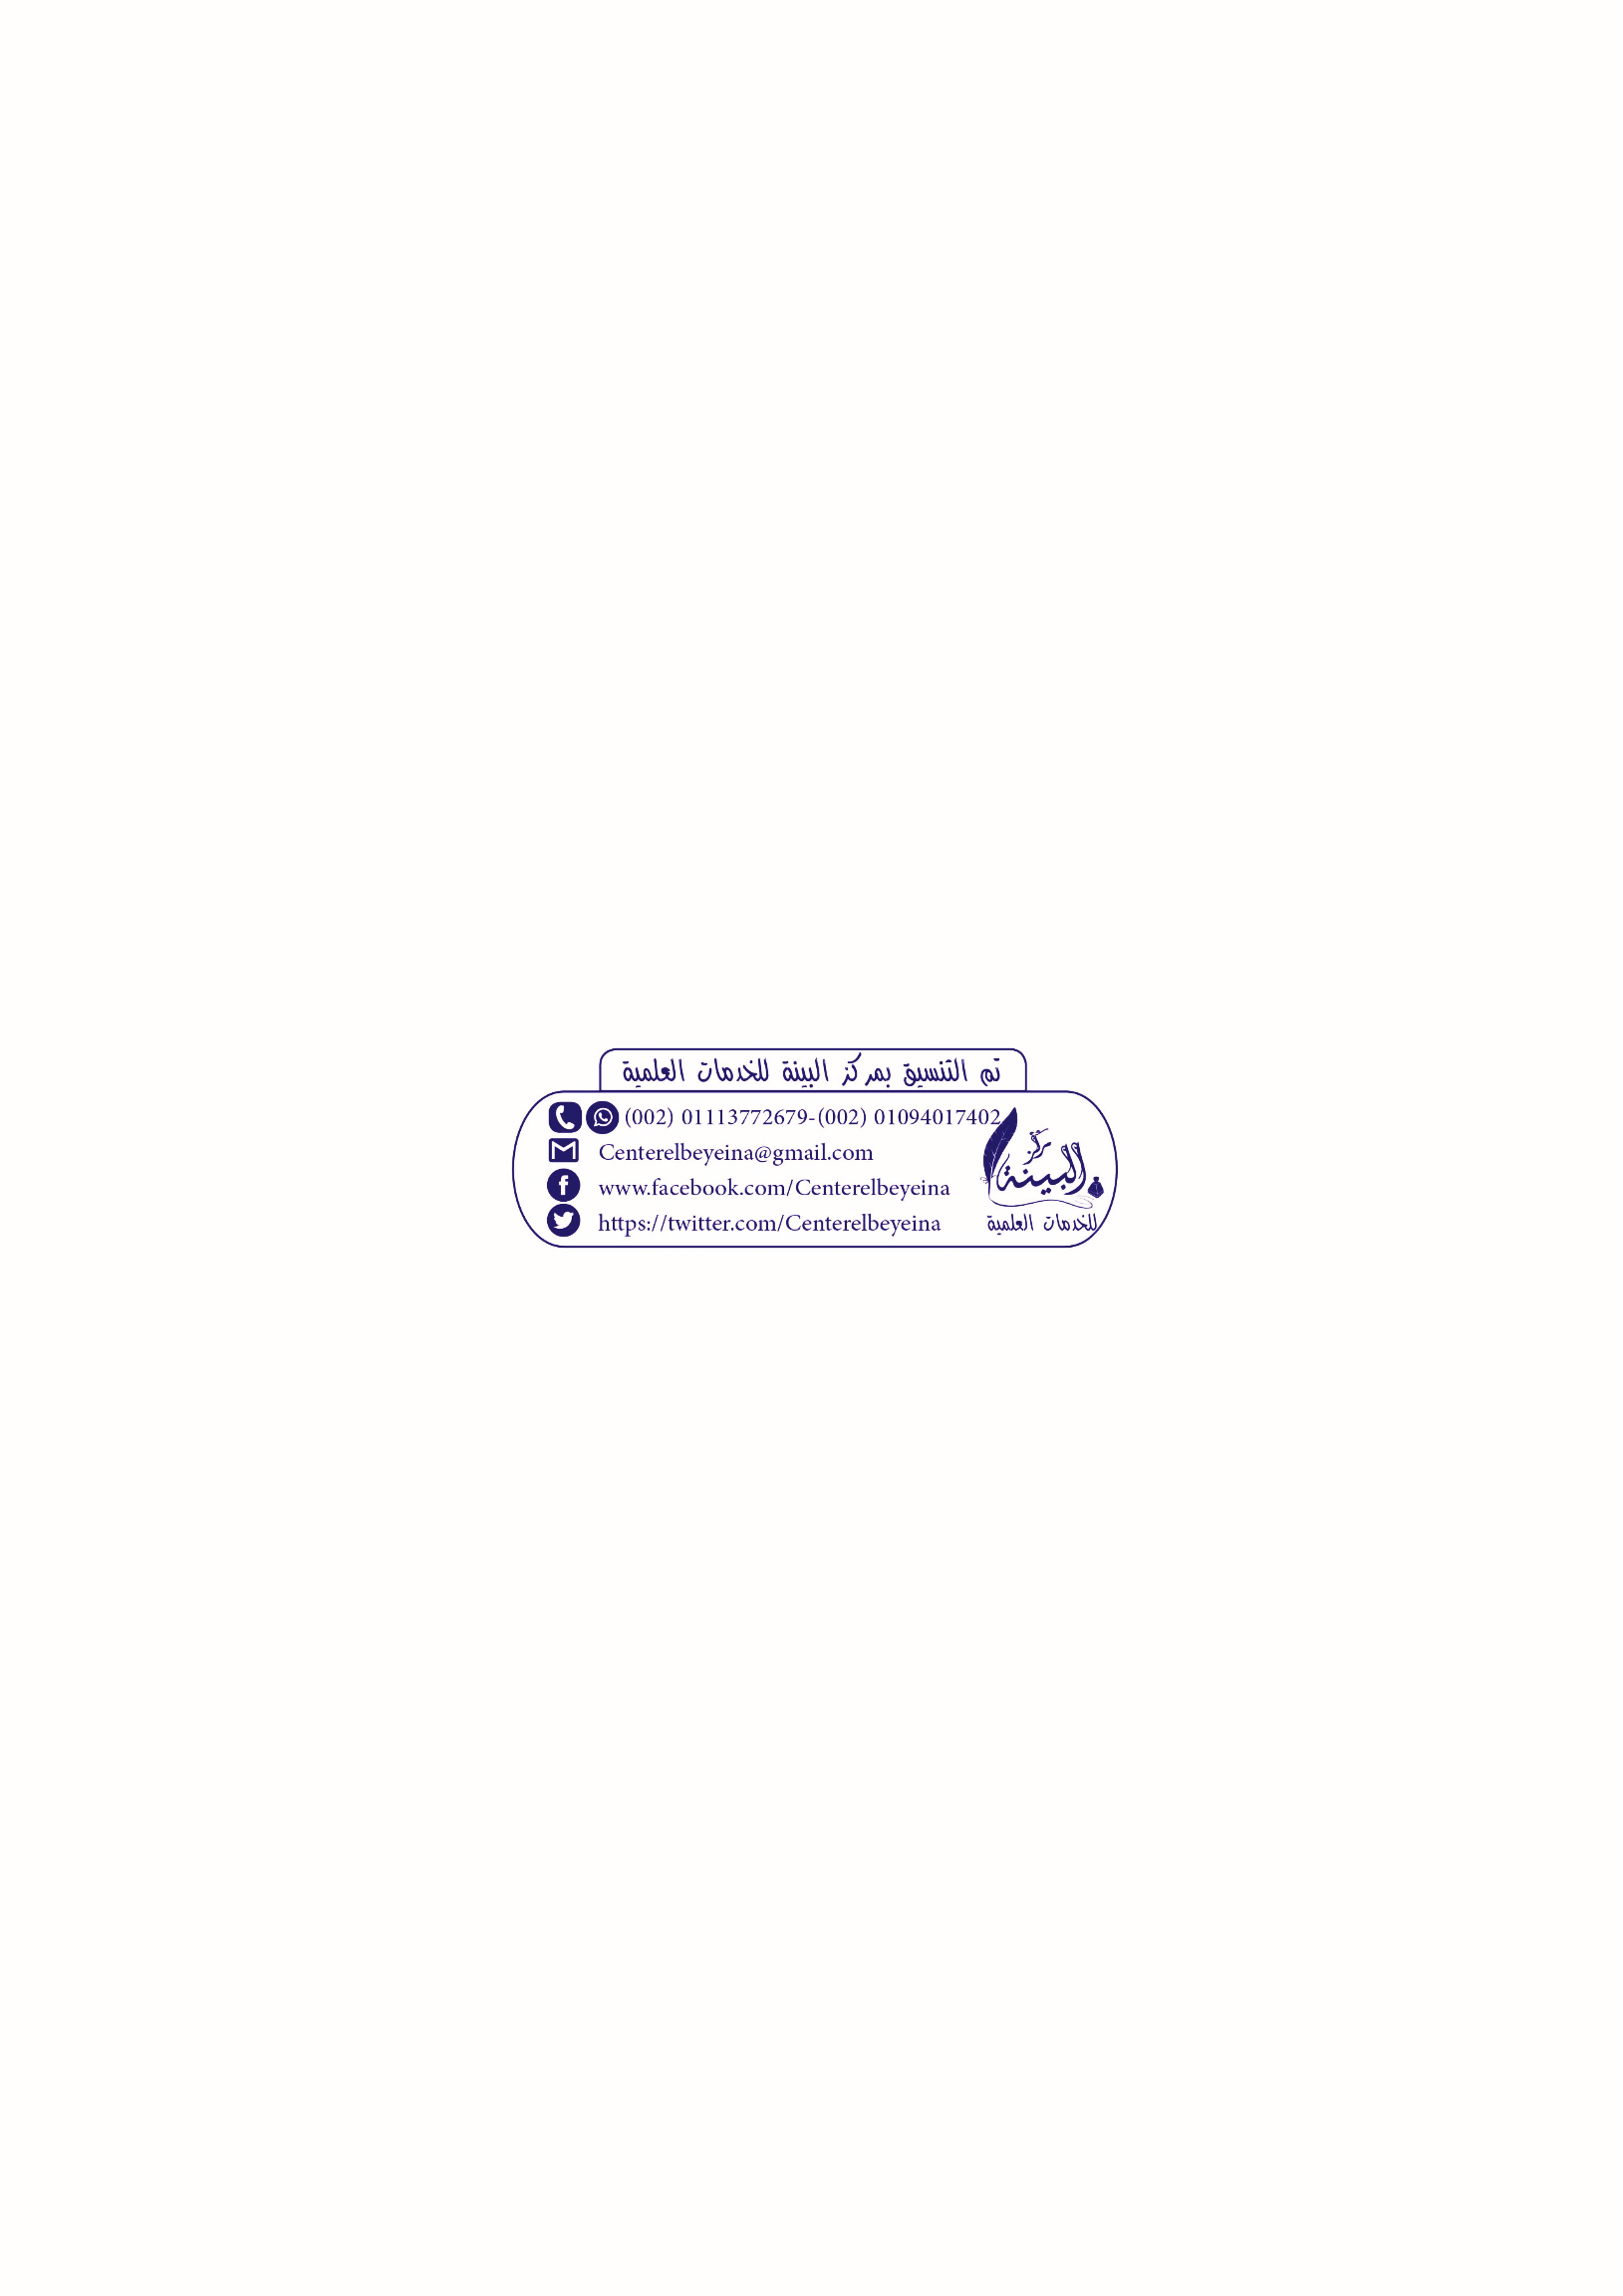 تم التنسيق بمركز البينة للخدمات العلمية
(002) 01113772679-(002) 01094017402
Centerelbeyeina@gmail.com
www.facebook.com/Centerelbeyeina
https://twitter.com/Centerelbeyeina
مركز
البينة
للخدمات العلمية